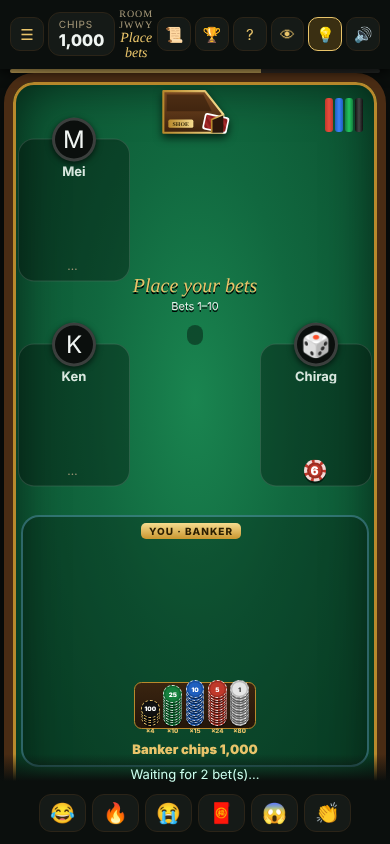 CHIPS
1,000
ROOM
JWWY
Place
bets
?
SHOE
M
Mei
...
Place your bets
Bets 1–10
K
Ken
...
Chirag
6
YOU · BANKER
100
25
10
5
1
×4
×10
×15
×24
×80
Banker chips 1,000
Waiting for 2 bet(s)...